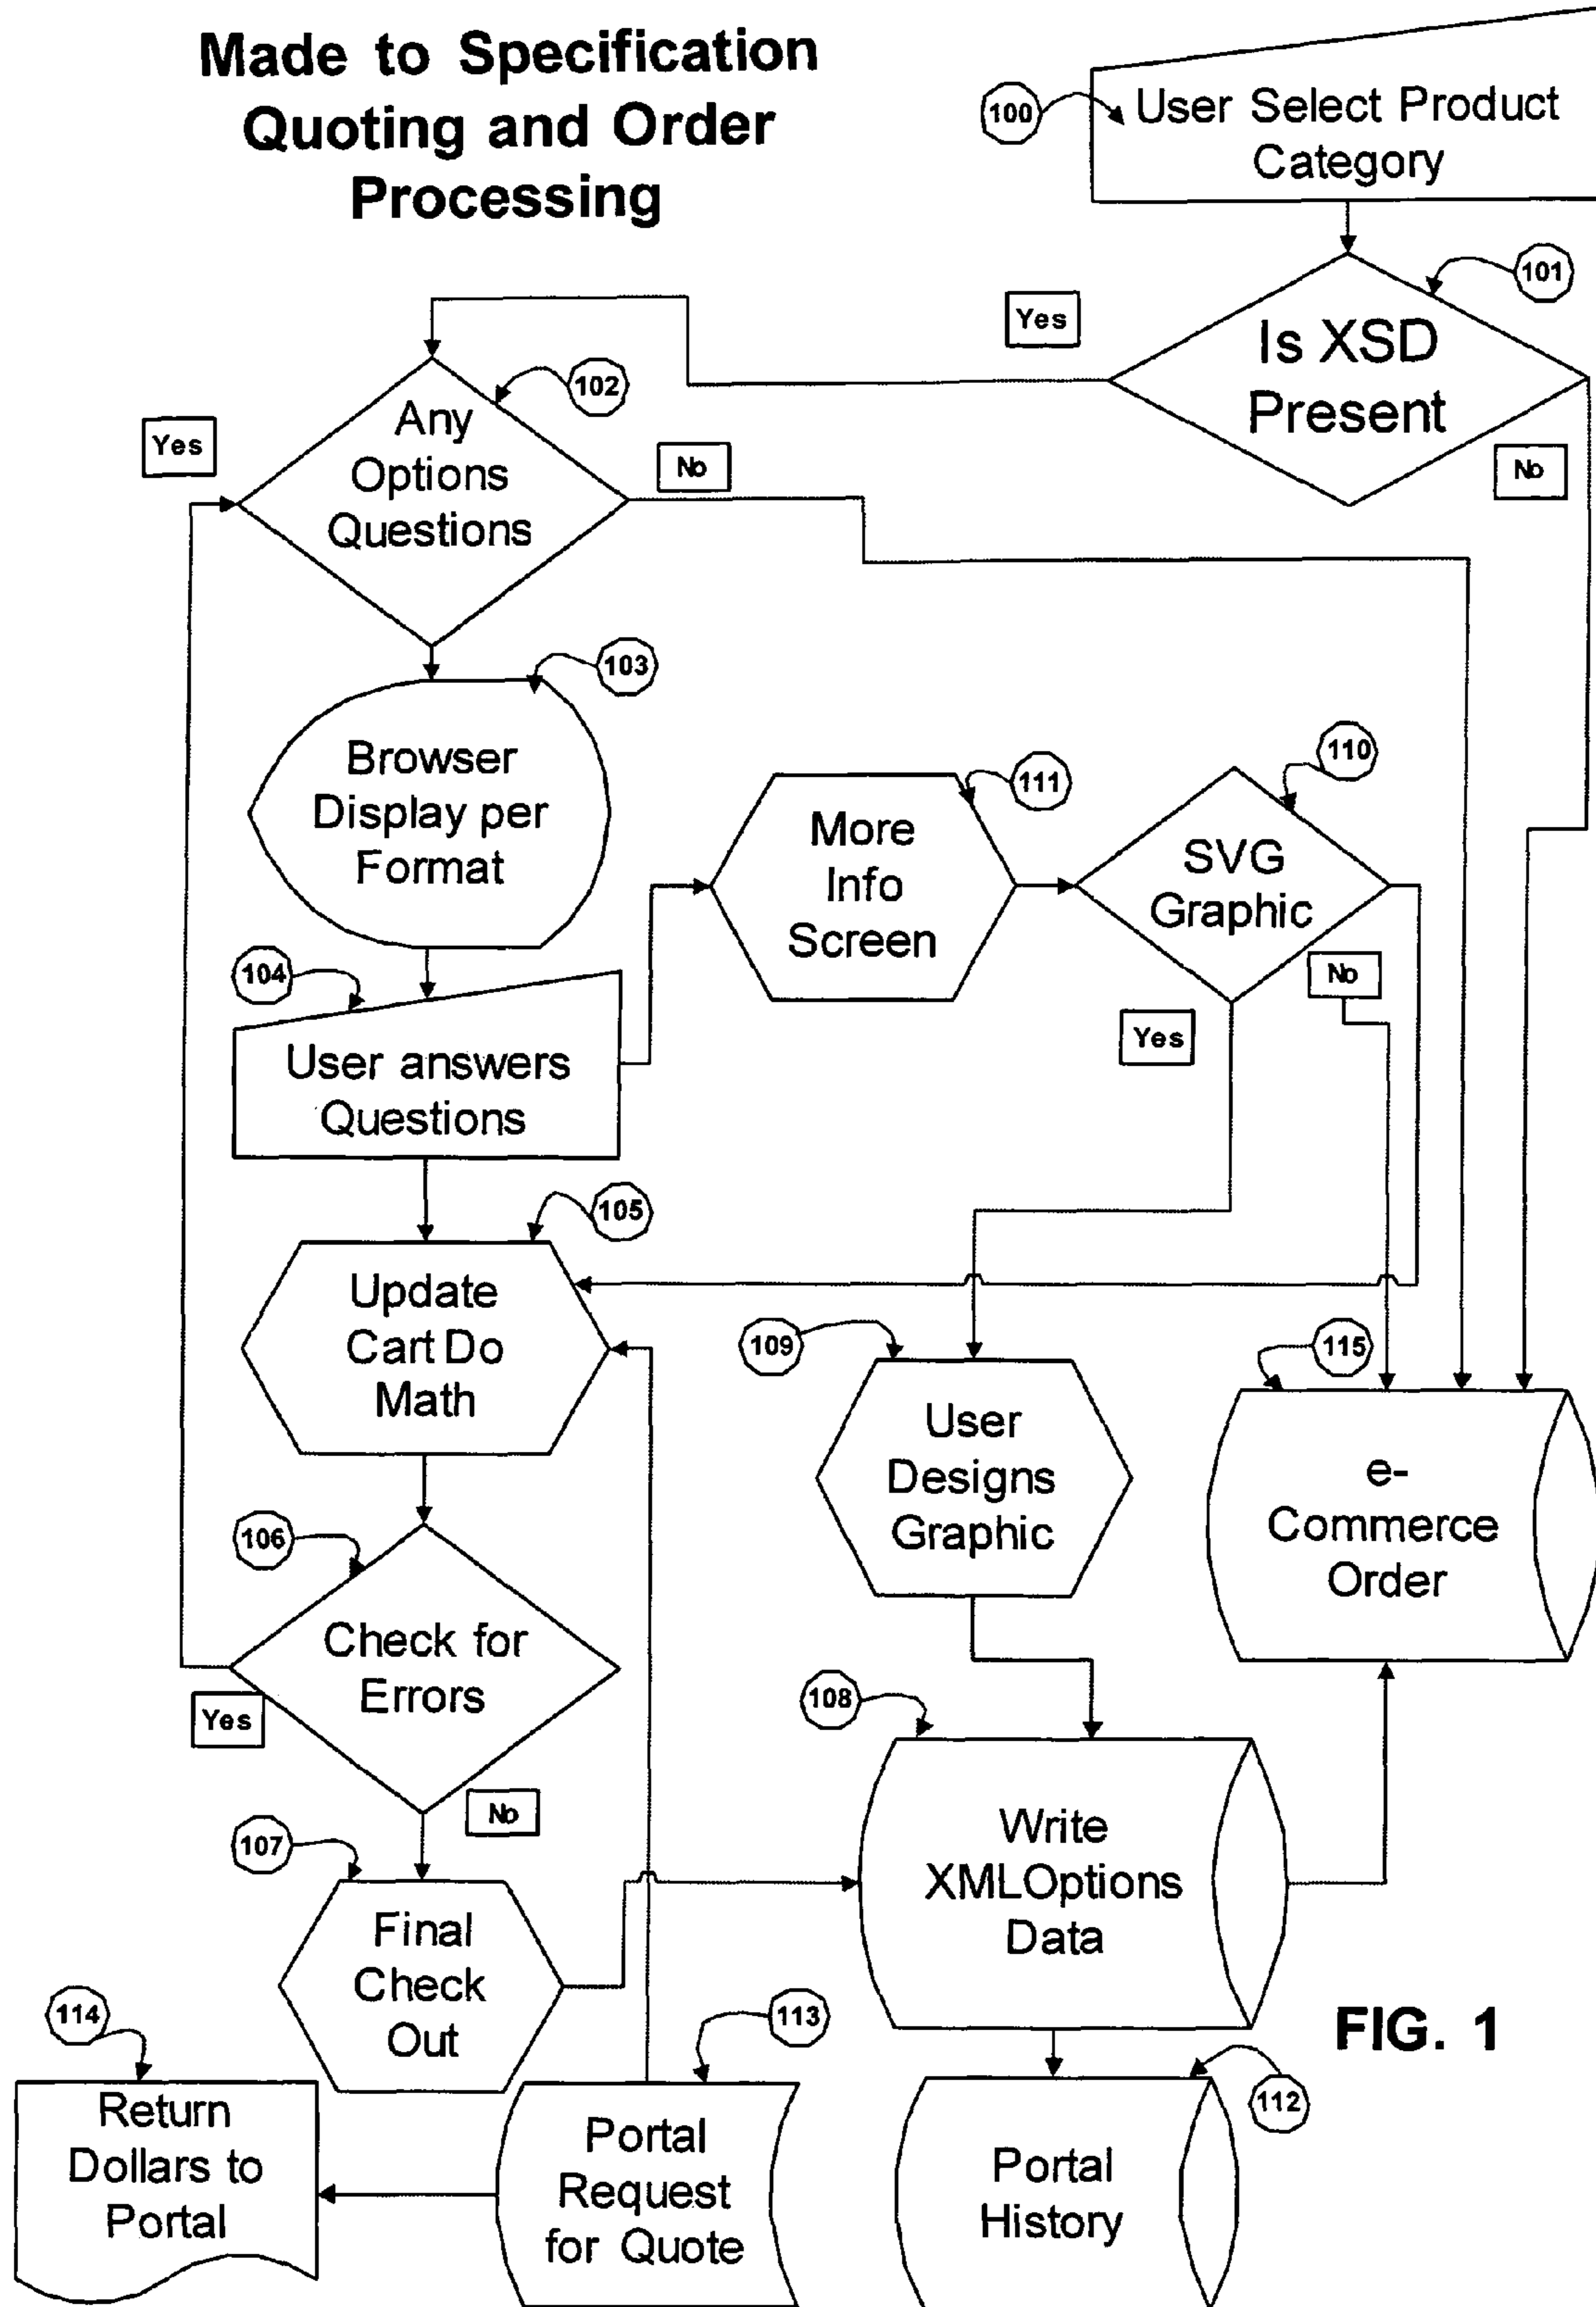 Made to Specification
Quoting and Order
Processing
100
User Select Product
Category
101
Is XSD
Present
Yes
No
102
Any
Options
Questions
Yes
No
103
Browser
Display per
Format
104
User answers
Questions
111
More
Info
Screen
110
SVG
Graphic
No
Yes
105
Update
Cart Do
Math
109
User
Designs
Graphic
115
e-
Commerce
Order
106
Check for
Errors
Yes
No
107
Final
Check
Out
108
Write
XMLOptions
Data
114
Return
Dollars to
Portal
113
Portal
Request
for Quote
112
Portal
History
FIG. 1